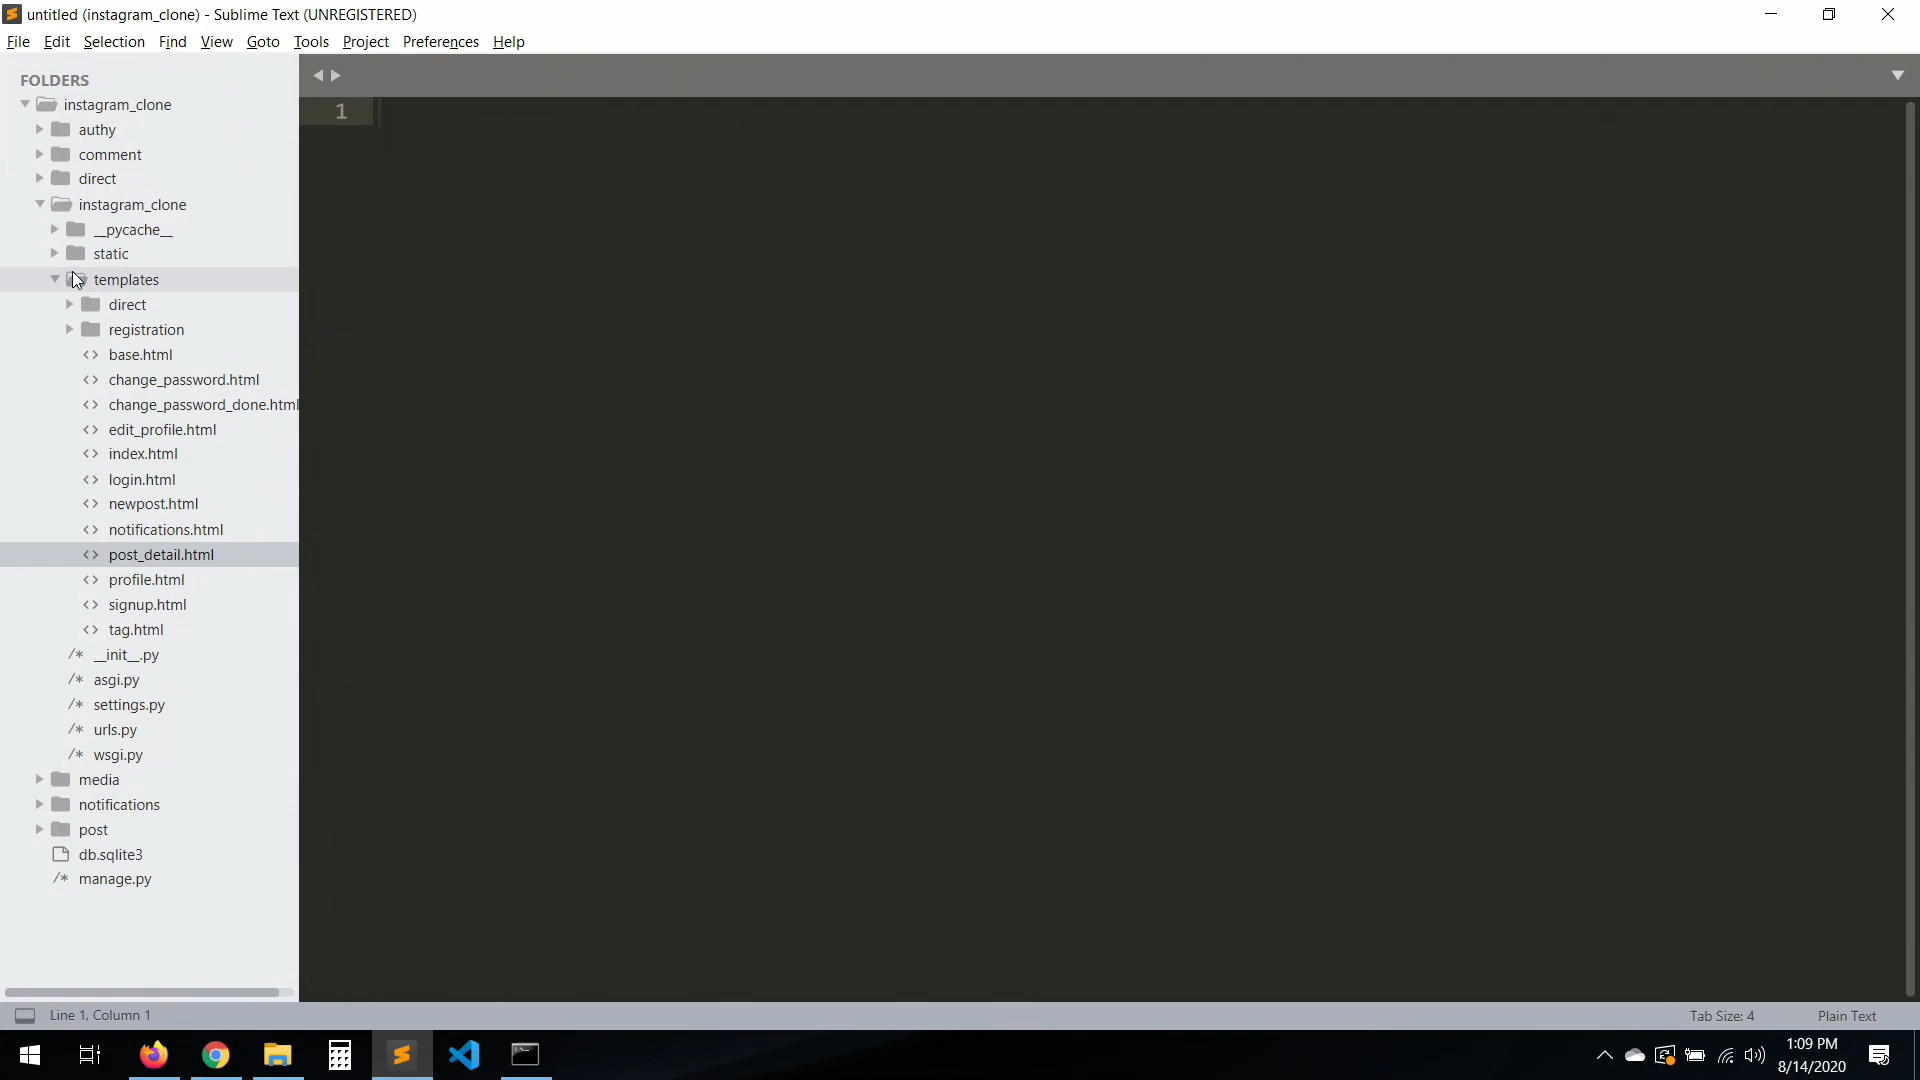 untitled (instagram_clone) - Sublime Text (UNREGISTERED)
File Edit Selection Find View Goto Tools Project Preferences Help
FOLDERS
instagram_clone
authy
comment
direct
instagram_clone
__pycache__
static
templates
direct
registration
<> base.html
<> change_password.html
<> change_password_done.html
<> edit_profile.html
<> index.html
<> login.html
<> newpost.html
<> notifications.html
<> post_detail.html
<> profile.html
<> signup.html
<> tag.html
/* __init__.py
/* asgi.py
/* settings.py
/* urls.py
/* wsgi.py
media
notifications
post
db.sqlite3
/* manage.py
1
Line 1, Column 1
Tab Size: 4
Plain Text
1:09 PM
8/14/2020